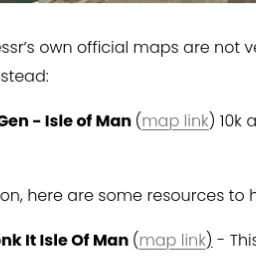 essr's own official maps are not ve
stead:
Gen - Isle of Man (map link) 10k a
on, here are some resources to h
nk It Isle Of Man (map link) - This